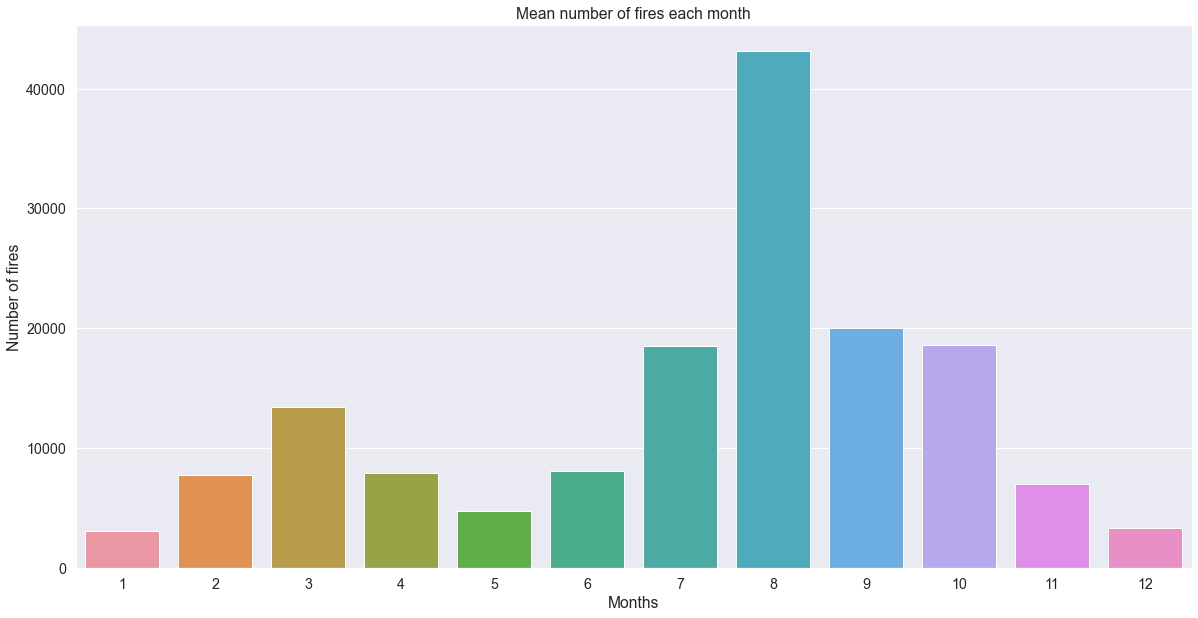 Mean number of fires each month
Number of fires
40000
30000
20000
10000
0
1 2 3 4 5 6 7 8 9 10 11 12
Months